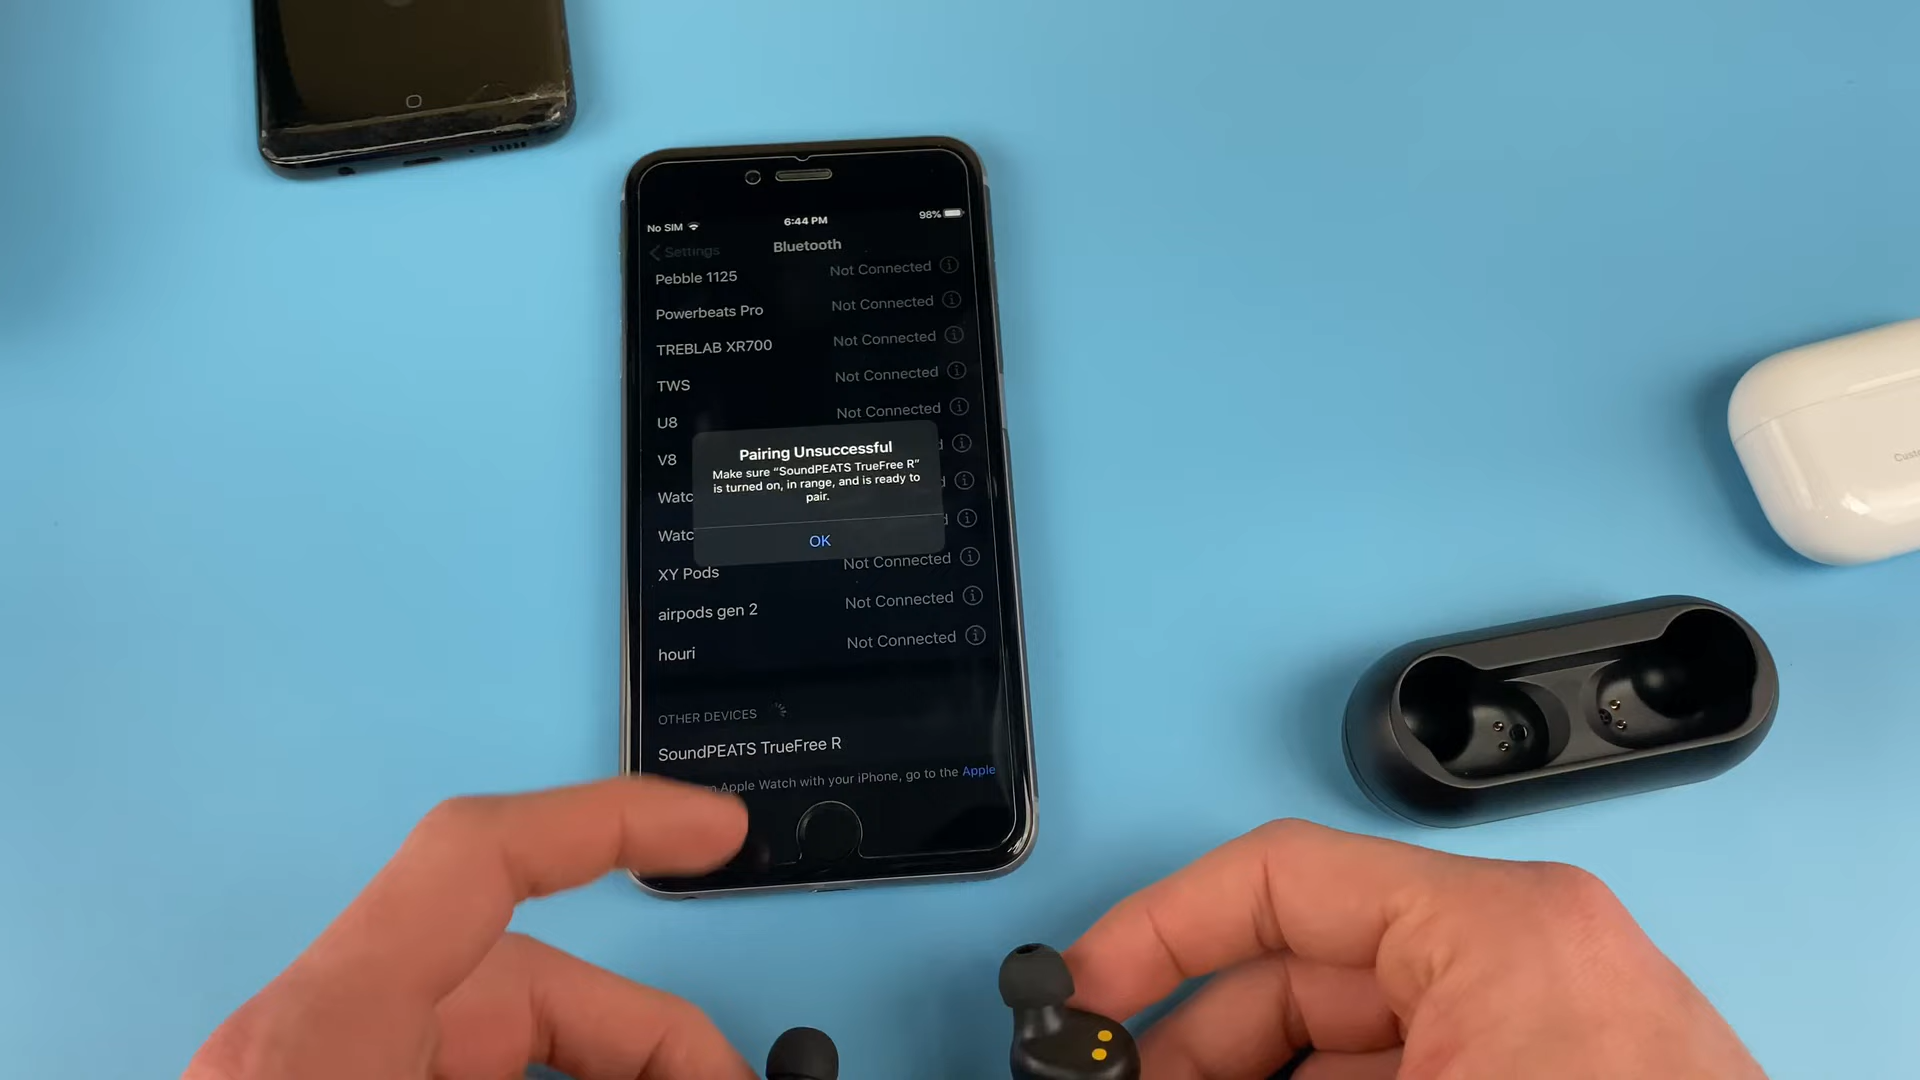 No SIM 6:44 PM 98%
Settings Bluetooth
Pebble 1125 Not Connected
Powerbeats Pro Not Connected
TREBLAB XR700 Not Connected
TWS Not Connected
U8 Not Connected
V8 d
Watc d
Watc d
Pairing Unsuccessful
Make sure “SoundPEATS TrueFree R”
is turned on, in range, and is ready to
pair.
OK
XY Pods Not Connected
airpods gen 2 Not Connected
houri Not Connected
OTHER DEVICES
SoundPEATS TrueFree R
n Apple Watch with your iPhone, go to the Apple
Custo